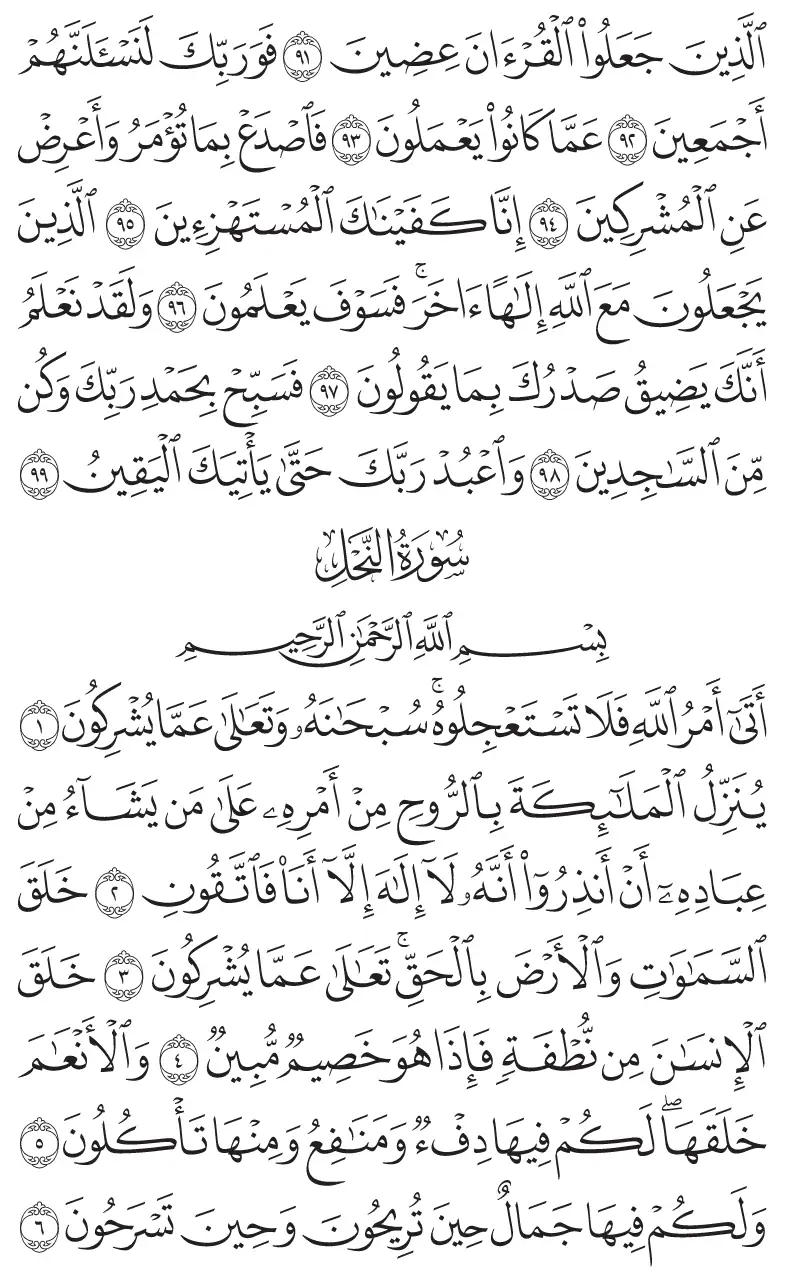 ٱلَّذِينَ جَعَلُوا۟ ٱلْقُرْءَانَ عِضِينَ ٩١ فَوَرَبِّكَ لَنَسْـَٔلَنَّهُمْ
أَجْمَعِينَ ٩٢ عَمَّا كَانُوا۟ يَعْمَلُونَ ٩٣ فَٱصْدَعْ بِمَا تُؤْمَرُ وَأَعْرِضْ
عَنِ ٱلْمُشْرِكِينَ ٩٤ إِنَّا كَفَيْنَـٰكَ ٱلْمُسْتَهْزِءِينَ ٩٥ ٱلَّذِينَ
يَجْعَلُونَ مَعَ ٱللَّهِ إِلَـٰهًا ءَاخَرَ ۚ فَسَوْفَ يَعْلَمُونَ ٩٦ وَلَقَدْ نَعْلَمُ
أَنَّكَ يَضِيقُ صَدْرُكَ بِمَا يَقُولُونَ ٩٧ فَسَبِّحْ بِحَمْدِ رَبِّكَ وَكُن
مِّنَ ٱلسَّـٰجِدِينَ ٩٨ وَٱعْبُدْ رَبَّكَ حَتَّىٰ يَأْتِيَكَ ٱلْيَقِينُ ٩٩
سُورَةُ النَّحْلِ
بِسْمِ ٱللَّهِ ٱلرَّحْمَـٰنِ ٱلرَّحِيمِ
أَتَىٰٓ أَمْرُ ٱللَّهِ فَلَا تَسْتَعْجِلُوهُ ۚ سُبْحَـٰنَهُۥ وَتَعَـٰلَىٰ عَمَّا يُشْرِكُونَ ١
يُنَزِّلُ ٱلْمَلَـٰٓئِكَةَ بِٱلرُّوحِ مِنْ أَمْرِهِۦ عَلَىٰ مَن يَشَآءُ مِنْ
عِبَادِهِۦٓ أَنْ أَنذِرُوٓا۟ أَنَّهُۥ لَآ إِلَـٰهَ إِلَّآ أَنَا۠ فَٱتَّقُونِ ٢ خَلَقَ
ٱلسَّمَـٰوَٰتِ وَٱلْأَرْضَ بِٱلْحَقِّ ۚ تَعَـٰلَىٰ عَمَّا يُشْرِكُونَ ٣ خَلَقَ
ٱلْإِنسَـٰنَ مِن نُّطْفَةٍ فَإِذَا هُوَ خَصِيمٌ مُّبِينٌ ٤ وَٱلْأَنْعَـٰمَ
خَلَقَهَا ۗ لَكُمْ فِيهَا دِفْءٌ وَمَنَـٰفِعُ وَمِنْهَا تَأْكُلُونَ ٥
وَلَكُمْ فِيهَا جَمَالٌ حِينَ تُرِيحُونَ وَحِينَ تَسْرَحُونَ ٦